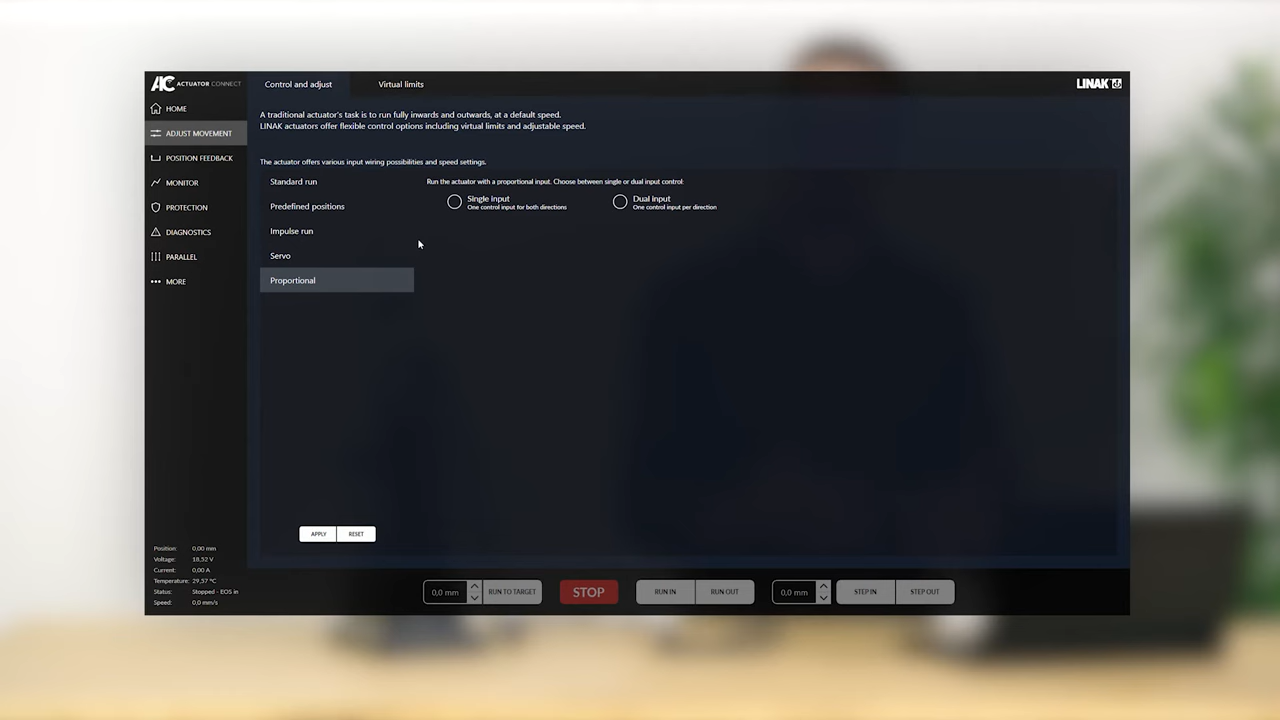 AC ACTUATOR CONNECT
Control and adjust
Virtual limits
LINAK
HOME
ADJUST MOVEMENT
POSITION FEEDBACK
MONITOR
PROTECTION
DIAGNOSTICS
PARALLEL
MORE
A traditional actuator's task is to run fully inwards and outwards, at a default speed.
LINAK actuators offer flexible control options including virtual limits and adjustable speed.
The actuator offers various input wiring possibilities and speed settings.
Standard run
Predefined positions
Impulse run
Servo
Proportional
Run the actuator with a proportional input. Choose between single or dual input control:
Single input
One control input for both directions
Dual input
One control input per direction
APPLY
RESET
Position: 0,00 mm
Voltage: 18,52 V
Current: 0,00 A
Temperature: 29,57 °C
Status: Stopped - EOS in
Speed: 0,0 mm/s
0,0 mm
RUN TO TARGET
STOP
RUN IN
RUN OUT
0,0 mm
STEP IN
STEP OUT